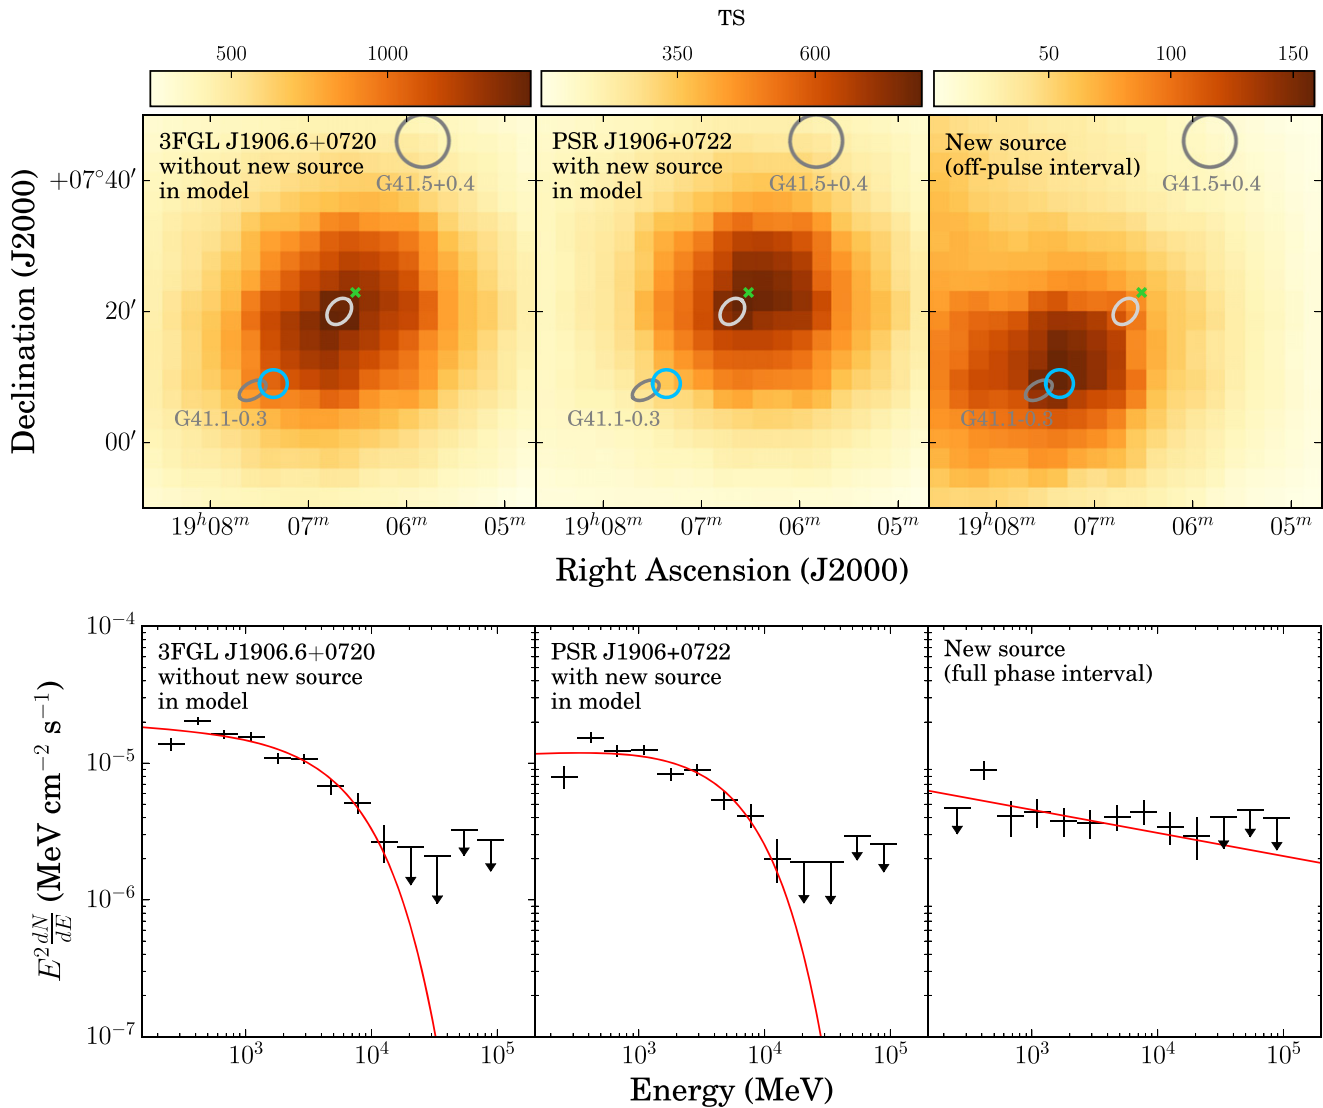 TS
500 1000 350 600 50 100 150
3FGL J1906.6+0720
without new source
in model
G41.5+0.4
G41.1-0.3
PSR J1906+0722
with new source
in model
G41.5+0.4
G41.1-0.3
New source
(off-pulse interval)
G41.5+0.4
G41.1-0.3
Declination (J2000)
+07°40′
20′
00′
19ʰ08ᵐ 07ᵐ 06ᵐ 05ᵐ 19ʰ08ᵐ 07ᵐ 06ᵐ 05ᵐ 19ʰ08ᵐ 07ᵐ 06ᵐ 05ᵐ
Right Ascension (J2000)
3FGL J1906.6+0720
without new source
in model
PSR J1906+0722
with new source
in model
New source
(full phase interval)
E² dN/dE (MeV cm⁻² s⁻¹)
10⁻⁴
10⁻⁵
10⁻⁶
10⁻⁷
10³ 10⁴ 10⁵ 10³ 10⁴ 10⁵ 10³ 10⁴ 10⁵
Energy (MeV)